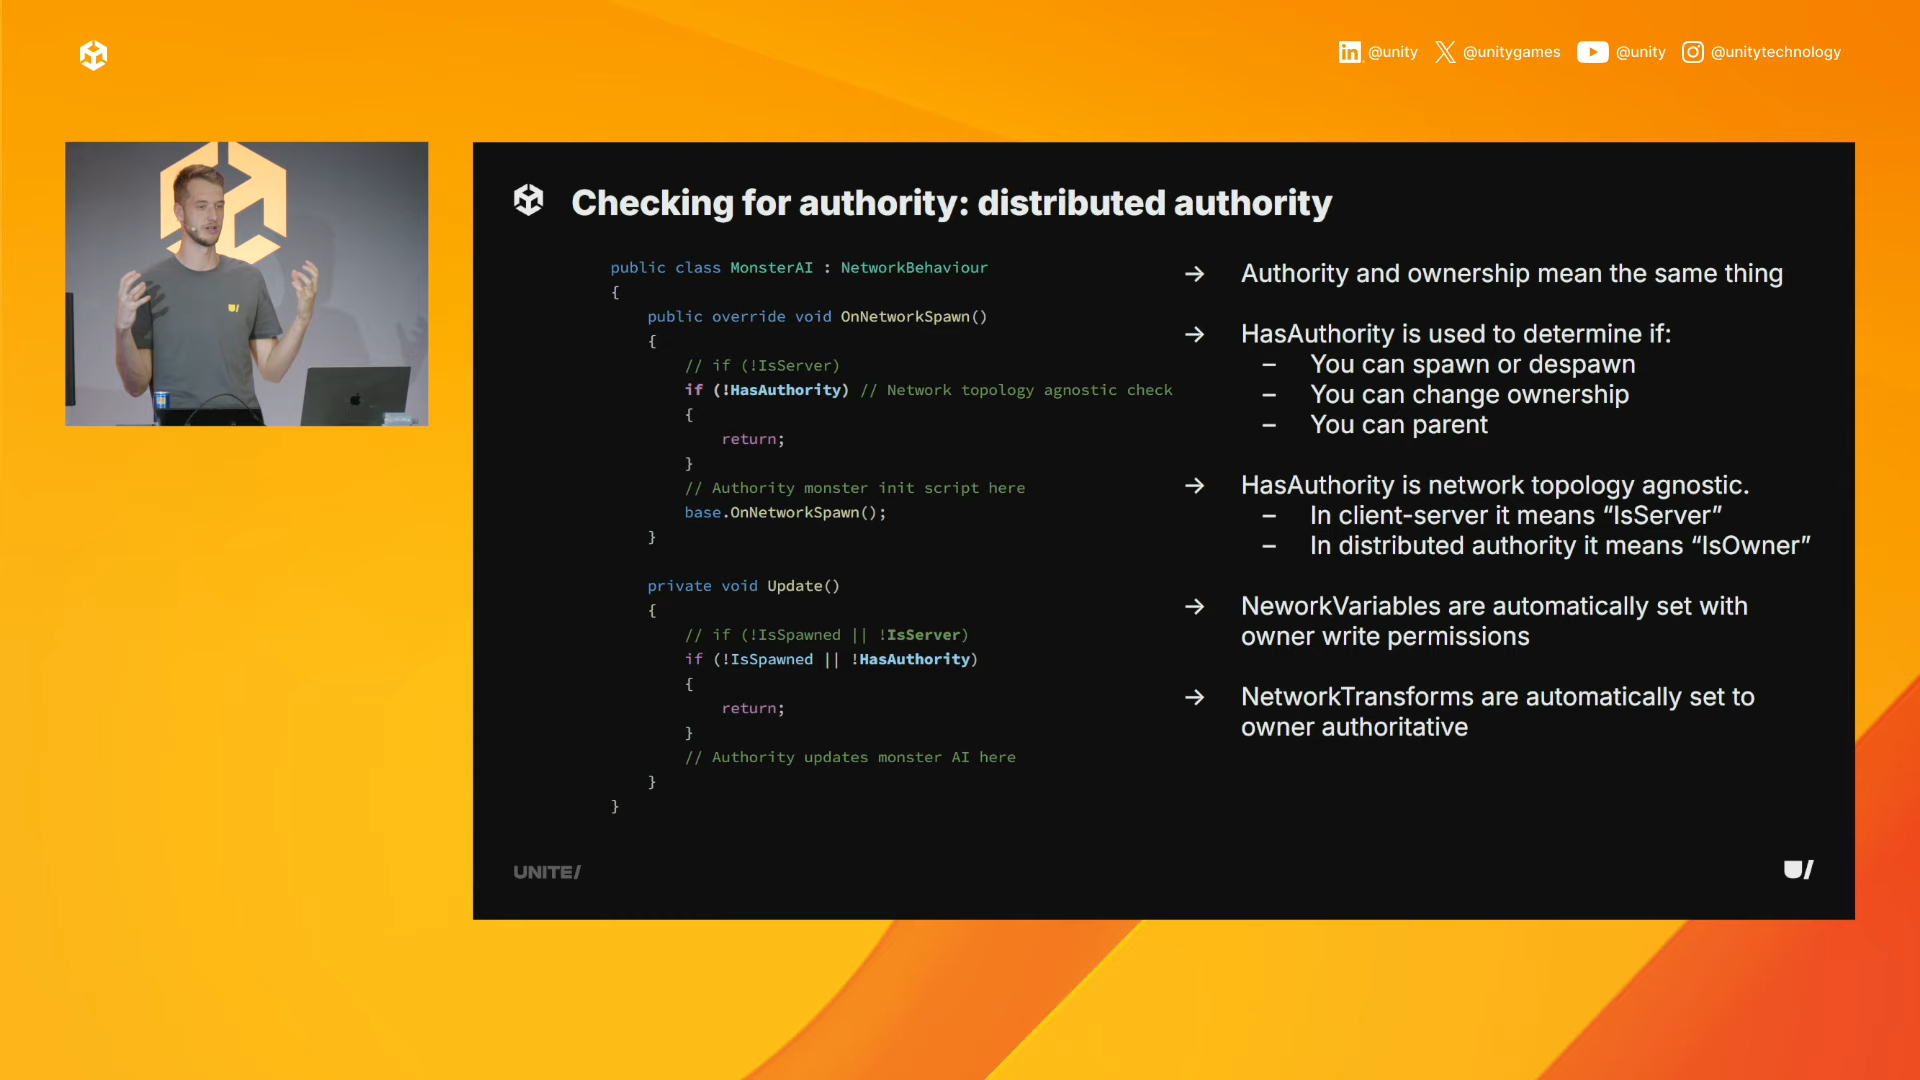 @unity @unitygames @unity @unitytechnology
Checking for authority: distributed authority
public class MonsterAI : NetworkBehaviour
{
public override void OnNetworkSpawn()
{
// if (!IsServer)
if (!HasAuthority) // Network topology agnostic check
{
return;
}
// Authority monster init script here
base.OnNetworkSpawn();
}
private void Update()
{
// if (!IsSpawned || !IsServer)
if (!IsSpawned || !HasAuthority)
{
return;
}
// Authority updates monster AI here
}
}
→ Authority and ownership mean the same thing
→ HasAuthority is used to determine if:
– You can spawn or despawn
– You can change ownership
– You can parent
→ HasAuthority is network topology agnostic.
– In client-server it means “IsServer”
– In distributed authority it means “IsOwner”
→ NeworkVariables are automatically set with
owner write permissions
→ NetworkTransforms are automatically set to
owner authoritative
UNITE/
U/